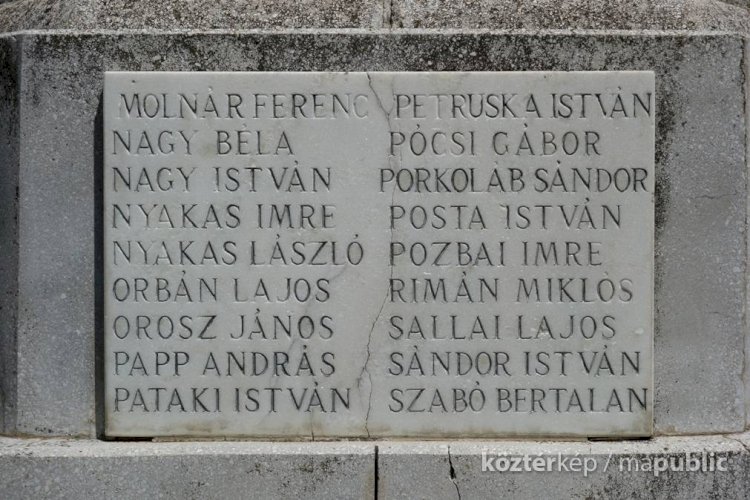 MOLNÁR FERENC
NAGY BÉLA
NAGY ISTVÁN
NYAKAS IMRE
NYAKAS LÁSZLÓ
ORBÁN LAJOS
OROSZ JÁNOS
PAPP ANDRÁS
PATAKI ISTVÁN
PETRUSKA ISTVÁN
PÓCSI GÁBOR
PORKOLÁB SÁNDOR
POSTA ISTVÁN
POZBAI IMRE
RIMÁN MIKLÓS
SALLAI LAJOS
SÁNDOR ISTVÁN
SZABÓ BERTALAN
köztérkép / mapublic